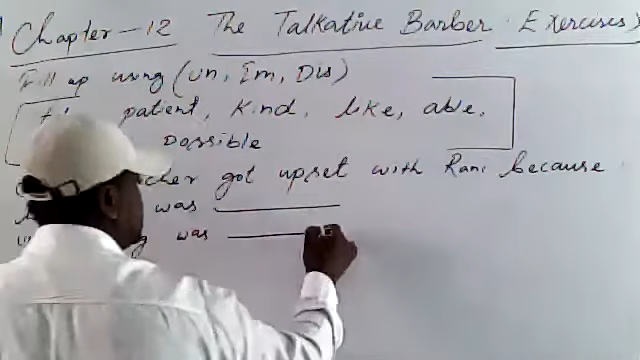 Chapter-12 The Talkative Barber Exercises
Fill up using (Un, Im, Dis)
patient, Kind, like, able,
possible
got upset with Rani because
was
was